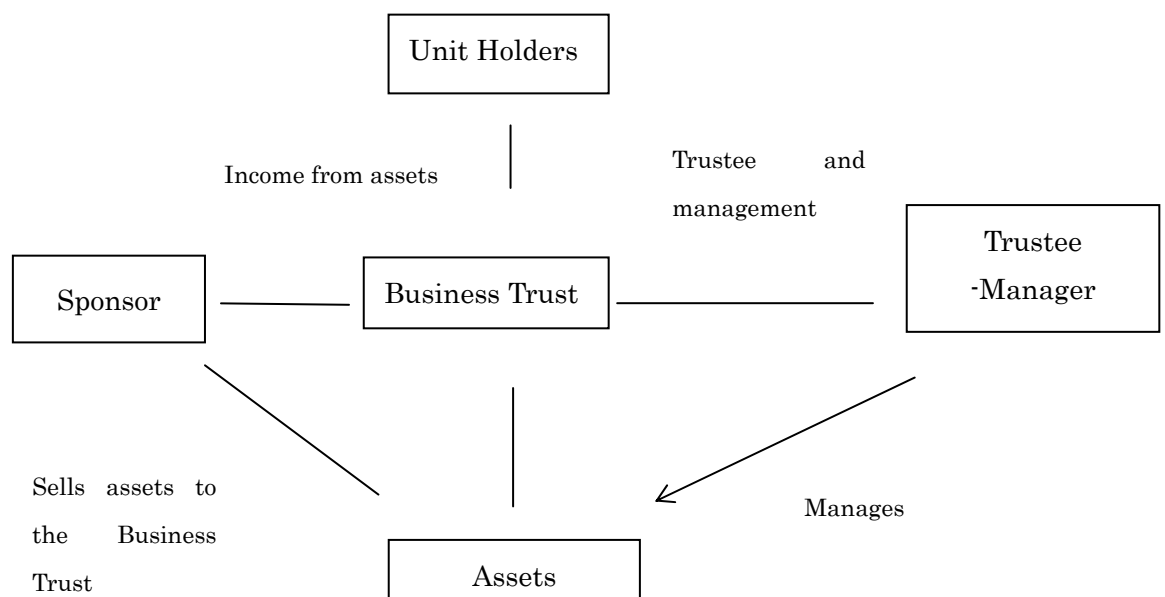 Unit Holders
Income from assets
Trustee and
management
Trustee
-Manager
Sponsor
Business Trust
Sells assets to
the Business
Trust
Manages
Assets